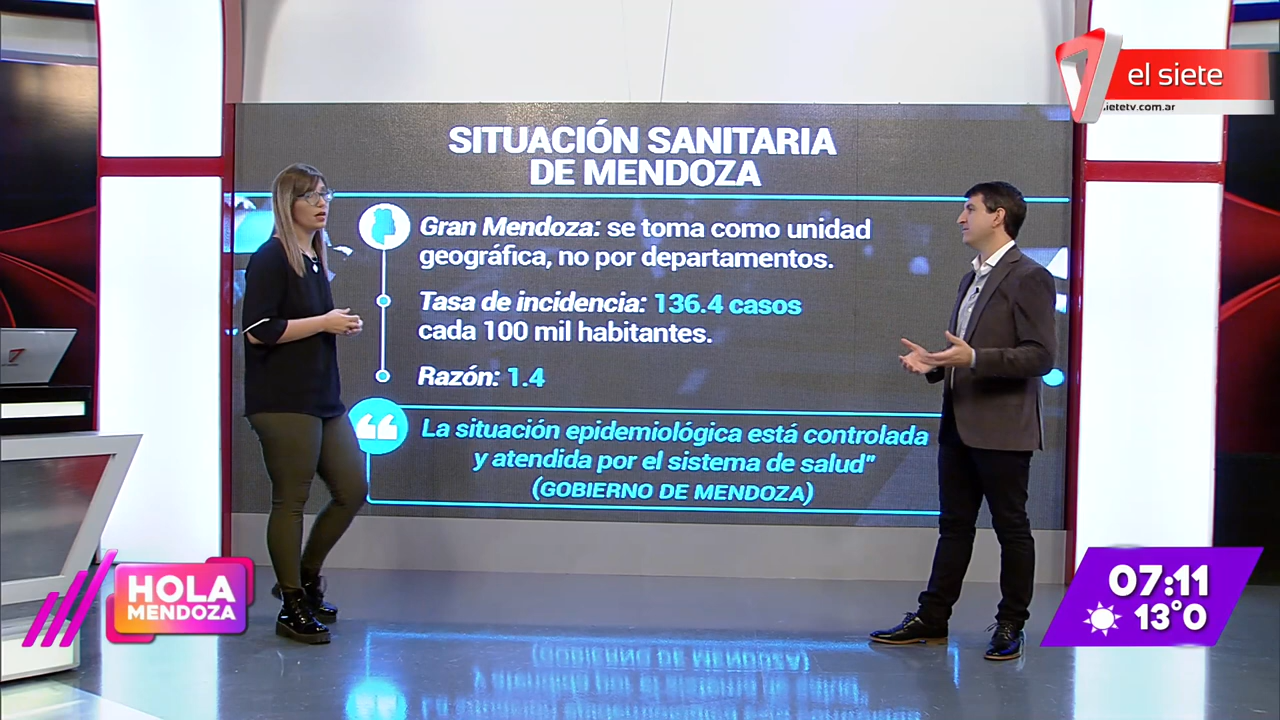 7
el siete
ietetv.com.ar
SITUACIÓN SANITARIA
DE MENDOZA
Gran Mendoza: se toma como unidad
geográfica, no por departamentos.
Tasa de incidencia: 136.4 casos
cada 100 mil habitantes.
Razón: 1.4
“ La situación epidemiológica está controlada
y atendida por el sistema de salud"
(GOBIERNO DE MENDOZA)
HOLA
MENDOZA
07:11
13°0